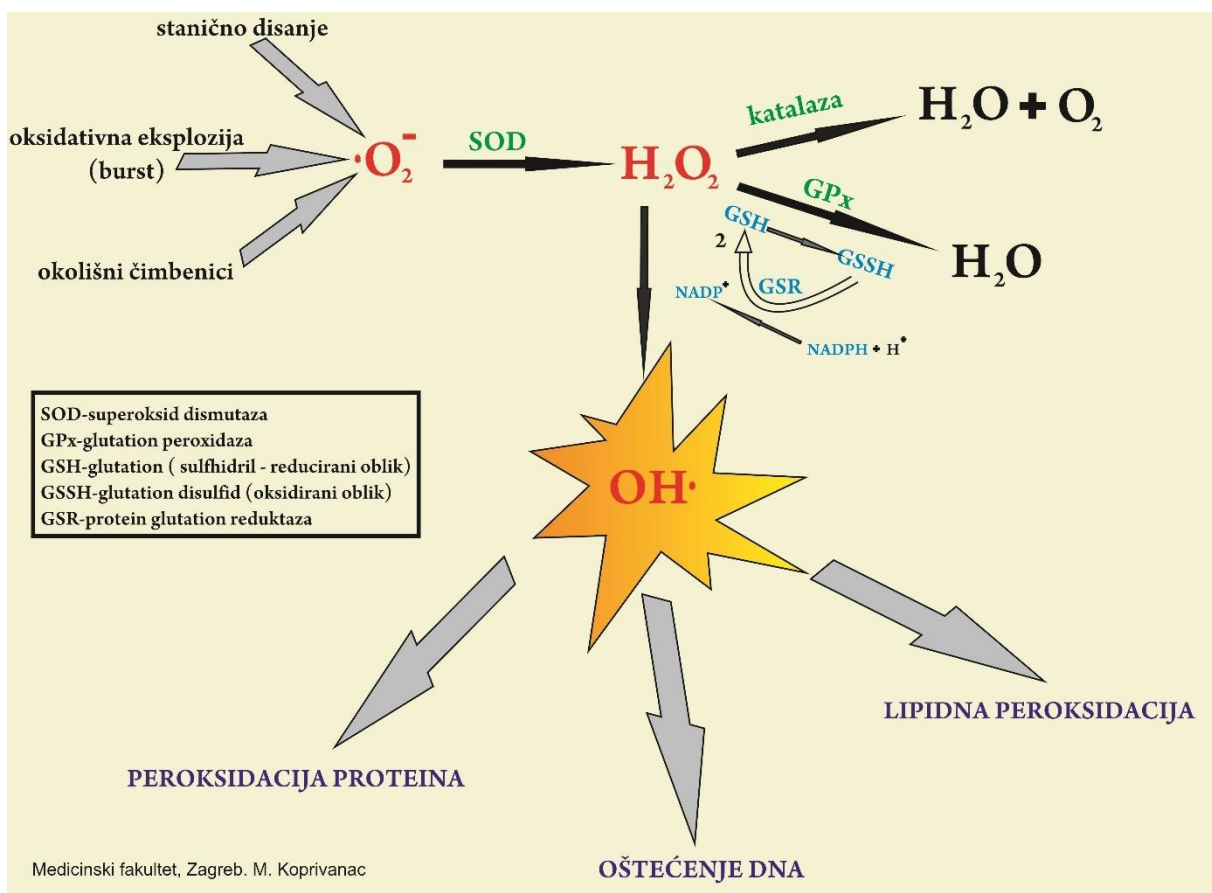 stanično disanje
oksidativna eksplozija
(burst)
okolišni čimbenici
•O₂⁻
SOD
H₂O₂
katalaza
H₂O + O₂
GPx
H₂O
GSH
2
GSSH
GSR
NADP⁺
NADPH + H⁺
SOD-superoksid dismutaza
GPx-glutation peroxidaza
GSH-glutation ( sulfhidril - reducirani oblik)
GSSH-glutation disulfid (oksidirani oblik)
GSR-protein glutation reduktaza
OH•
PEROKSIDACIJA PROTEINA
OŠTEĆENJE DNA
LIPIDNA PEROKSIDACIJA
Medicinski fakultet, Zagreb. M. Koprivanac